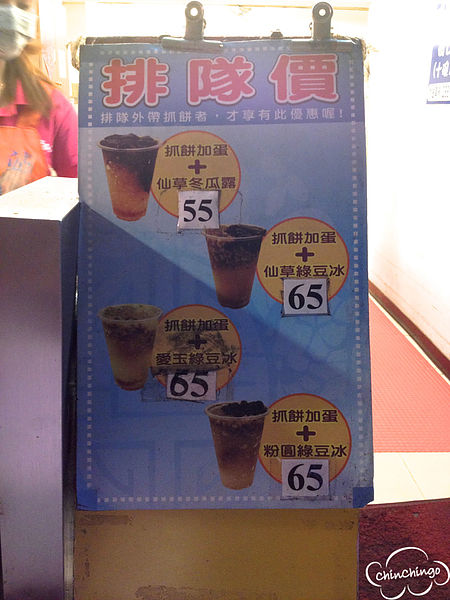 排隊價
排隊外帶抓餅者，才享有此優惠喔！
抓餅加蛋
+
仙草冬瓜露
55
抓餅加蛋
+
仙草綠豆冰
65
抓餅加蛋
+
愛玉綠豆冰
65
抓餅加蛋
+
粉圓綠豆冰
65
chinchingo